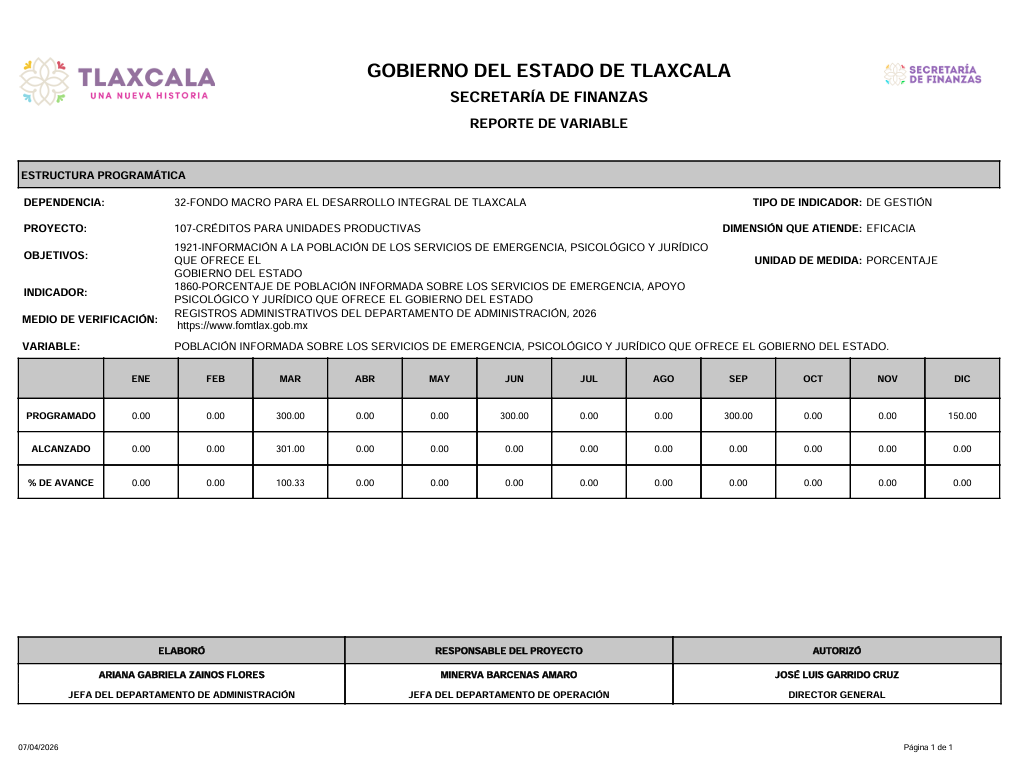 TLAXCALA
UNA NUEVA HISTORIA
GOBIERNO DEL ESTADO DE TLAXCALA
SECRETARÍA DE FINANZAS
REPORTE DE VARIABLE
SECRETARÍA
DE FINANZAS
ESTRUCTURA PROGRAMÁTICA
DEPENDENCIA: 32-FONDO MACRO PARA EL DESARROLLO INTEGRAL DE TLAXCALA TIPO DE INDICADOR: DE GESTIÓN
PROYECTO: 107-CRÉDITOS PARA UNIDADES PRODUCTIVAS DIMENSIÓN QUE ATIENDE: EFICACIA
OBJETIVOS: 1921-INFORMACIÓN A LA POBLACIÓN DE LOS SERVICIOS DE EMERGENCIA, PSICOLÓGICO Y JURÍDICO
QUE OFRECE EL
GOBIERNO DEL ESTADO
UNIDAD DE MEDIDA: PORCENTAJE
INDICADOR: 1860-PORCENTAJE DE POBLACIÓN INFORMADA SOBRE LOS SERVICIOS DE EMERGENCIA, APOYO
PSICOLÓGICO Y JURÍDICO QUE OFRECE EL GOBIERNO DEL ESTADO
MEDIO DE VERIFICACIÓN: REGISTROS ADMINISTRATIVOS DEL DEPARTAMENTO DE ADMINISTRACIÓN, 2026
https://www.fomtlax.gob.mx
VARIABLE: POBLACIÓN INFORMADA SOBRE LOS SERVICIOS DE EMERGENCIA, PSICOLÓGICO Y JURÍDICO QUE OFRECE EL GOBIERNO DEL ESTADO.
ENE FEB MAR ABR MAY JUN JUL AGO SEP OCT NOV DIC
PROGRAMADO 0.00 0.00 300.00 0.00 0.00 300.00 0.00 0.00 300.00 0.00 0.00 150.00
ALCANZADO 0.00 0.00 301.00 0.00 0.00 0.00 0.00 0.00 0.00 0.00 0.00 0.00
% DE AVANCE 0.00 0.00 100.33 0.00 0.00 0.00 0.00 0.00 0.00 0.00 0.00 0.00
ELABORÓ RESPONSABLE DEL PROYECTO AUTORIZÓ
ARIANA GABRIELA ZAINOS FLORES MINERVA BARCENAS AMARO JOSÉ LUIS GARRIDO CRUZ
JEFA DEL DEPARTAMENTO DE ADMINISTRACIÓN JEFA DEL DEPARTAMENTO DE OPERACIÓN DIRECTOR GENERAL
07/04/2026 Página 1 de 1